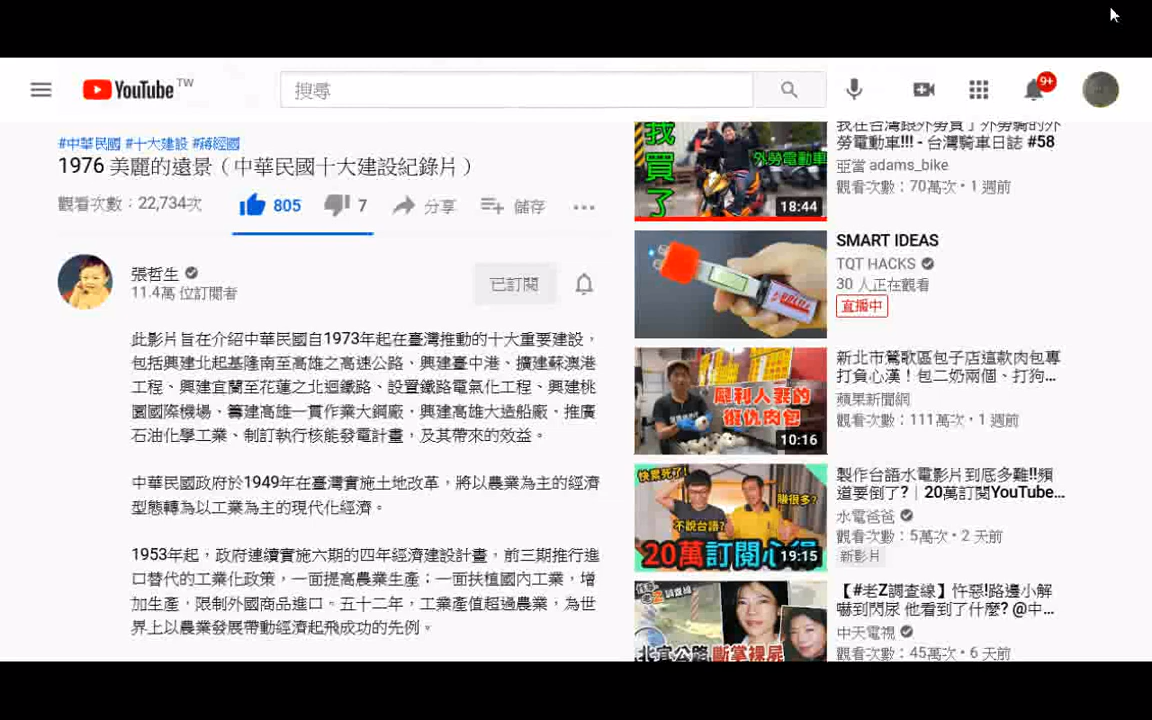 YouTube TW
搜尋
9+
#中華民國 #十大建設 #蔣經國
1976 美麗的遠景（中華民國十大建設紀錄片）
觀看次數：22,734次
805
7
分享
儲存
張哲生
11.4萬 位訂閱者
已訂閱
此影片旨在介紹中華民國自1973年起在臺灣推動的十大重要建設，
包括興建北起基隆南至高雄之高速公路、興建臺中港、擴建蘇澳港
工程、興建宜蘭至花蓮之北迴鐵路、設置鐵路電氣化工程、興建桃
園國際機場、籌建高雄一貫作業大鋼廠，興建高雄大造船廠、推廣
石油化學工業、制訂執行核能發電計畫，及其帶來的效益。
中華民國政府於1949年在臺灣實施土地改革，將以農業為主的經濟
型態轉為以工業為主的現代化經濟。
1953年起，政府連續實施六期的四年經濟建設計畫，前三期推行進
口替代的工業化政策，一面提高農業生產；一面扶植國內工業，增
加生產，限制外國商品進口。五十二年，工業產值超過農業，為世
界上以農業發展帶動經濟起飛成功的先例。
我買了
外勞電動車
18:44
我在台灣跟外勞買了外勞騎的外
勞電動車!!! - 台灣騎車日誌 #58
亞當 adams_bike
觀看次數：70萬次 • 1 週前
SMART IDEAS
TQT HACKS
30 人正在觀看
直播中
犀利人妻的
復仇肉包
10:16
新北市鶯歌區包子店這款肉包專
打負心漢！包二奶兩個、打狗...
蘋果新聞網
觀看次數：111萬次 • 1 週前
快累死了!
賺很多?
不說台語?
20萬訂閱心得
19:15
製作台語水電影片到底多難!!頻
道要倒了?｜20萬訂閱YouTube...
水電爸爸
觀看次數：5萬次 • 2 天前
新影片
北宜公路 斷掌裸屍
【#老Z調查線】忤惡!路邊小解
嚇到閃尿 他看到了什麼? @中...
中天電視
觀看次數：45萬次 • 6 天前